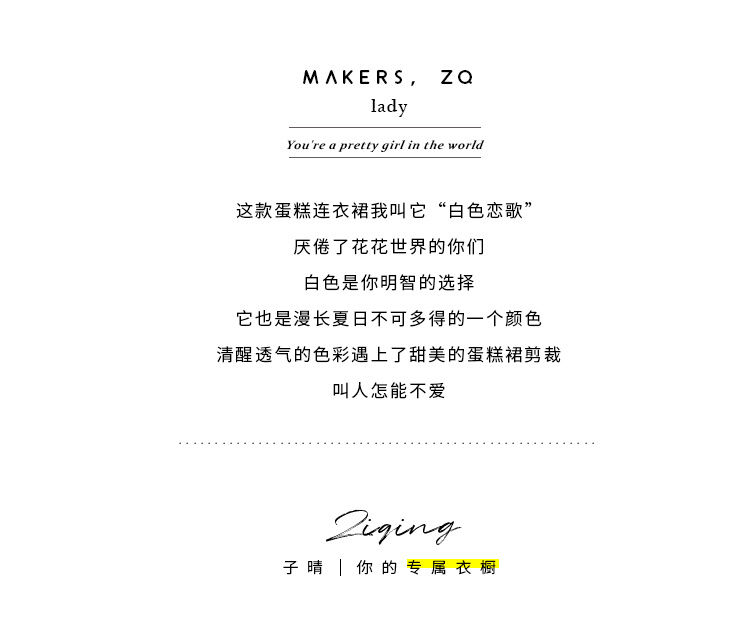 MAKERS, ZQ
lady
You're a pretty girl in the world
这款蛋糕连衣裙我叫它“白色恋歌”
厌倦了花花世界的你们
白色是你明智的选择
它也是漫长夏日不可多得的一个颜色
清醒透气的色彩遇上了甜美的蛋糕裙剪裁
叫人怎能不爱
Ziqing
子晴｜你的专属衣橱